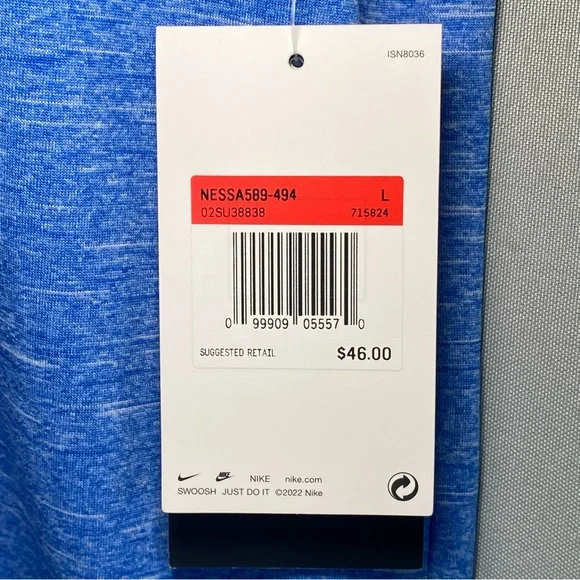 ISN8036
NESSA589-494 L
02SU38838 715824
0 99909 05557 0
SUGGESTED RETAIL $46.00
NIKE nike.com
SWOOSH JUST DO IT ©2022 Nike